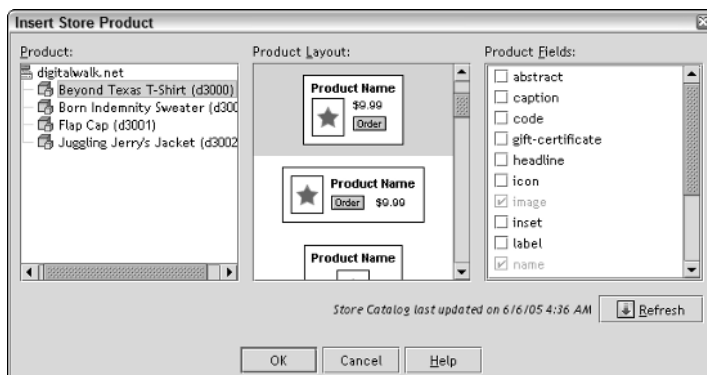 Insert Store Product
Product:
digitalwalk.net
Beyond Texas T-Shirt (d3000)
Born Indemnity Sweater (d300
Flap Cap (d3001)
Juggling Jerry's Jacket (d3002
Product Layout:
Product Name
$9.99
Order
Product Name
Order $9.99
Product Name
Product Fields:
abstract
caption
code
gift-certificate
headline
icon
image
inset
label
name
Store Catalog last updated on 6/6/05 4:36 AM
Refresh
OK
Cancel
Help